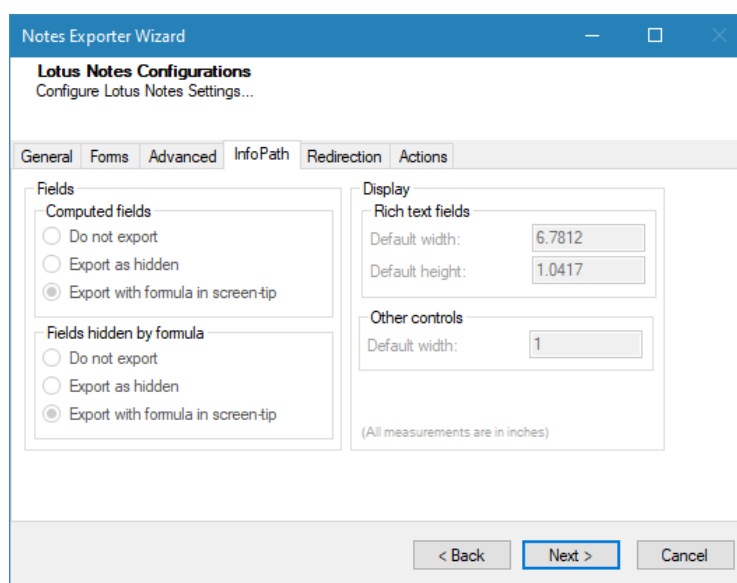 Notes Exporter Wizard
Lotus Notes Configurations
Configure Lotus Notes Settings...
General Forms Advanced InfoPath Redirection Actions
Fields
Computed fields
Do not export
Export as hidden
Export with formula in screen-tip
Fields hidden by formula
Do not export
Export as hidden
Export with formula in screen-tip
Display
Rich text fields
Default width: 6.7812
Default height: 1.0417
Other controls
Default width: 1
(All measurements are in inches)
< Back Next > Cancel